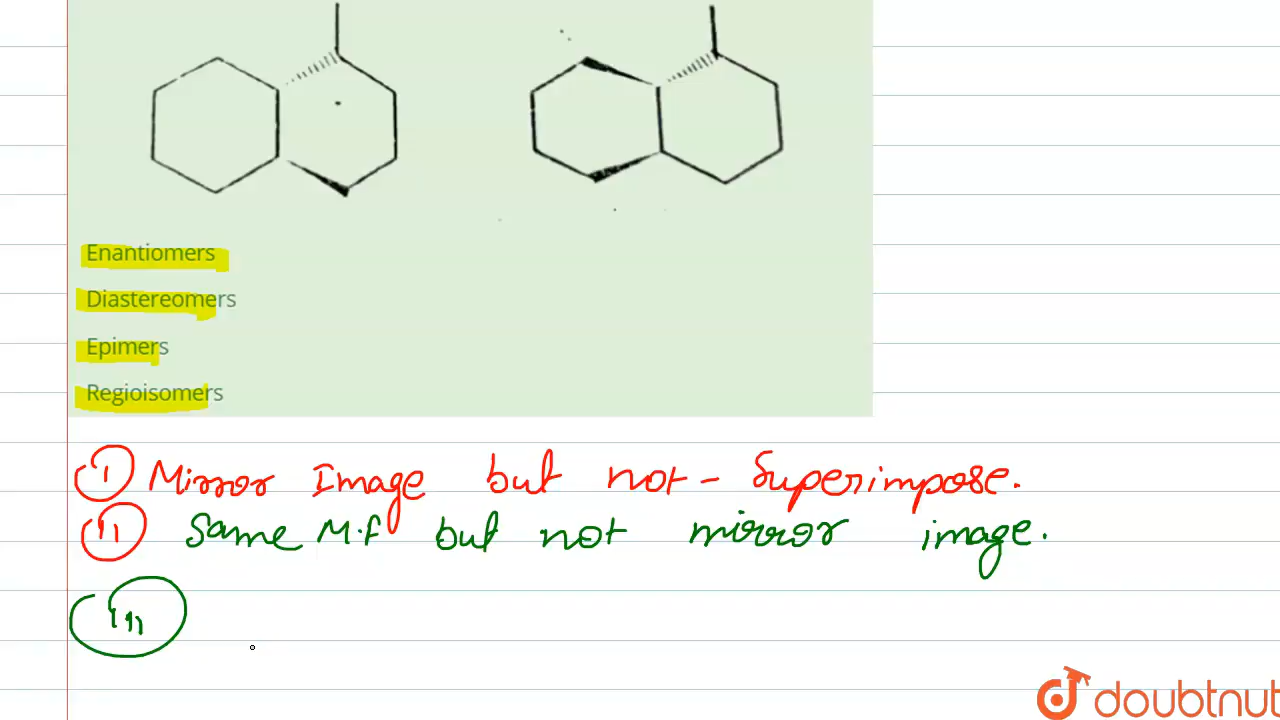 Enantiomers
Diastereomers
Epimers
Regioisomers
(i) Mirror Image but not- Superimpose.
(ii) Same M.f but not mirror image.
(iii)
doubtnut